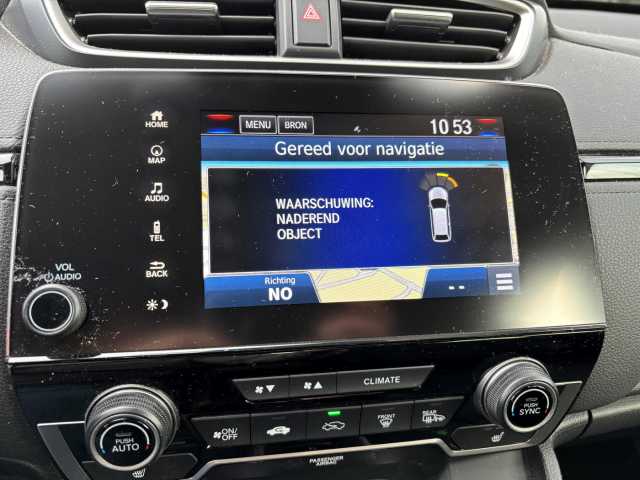 HOME
MENU
BRON
10 53
MAP
Gereed voor navigatie
AUDIO
WAARSCHUWING:
NADEREND
OBJECT
TEL
VOL
AUDIO
BACK
Richting
NO
--
CLIMATE
PUSH
AUTO
ON/
OFF
FRONT
REAR
PUSH
SYNC
PASSENGER
AIRBAG